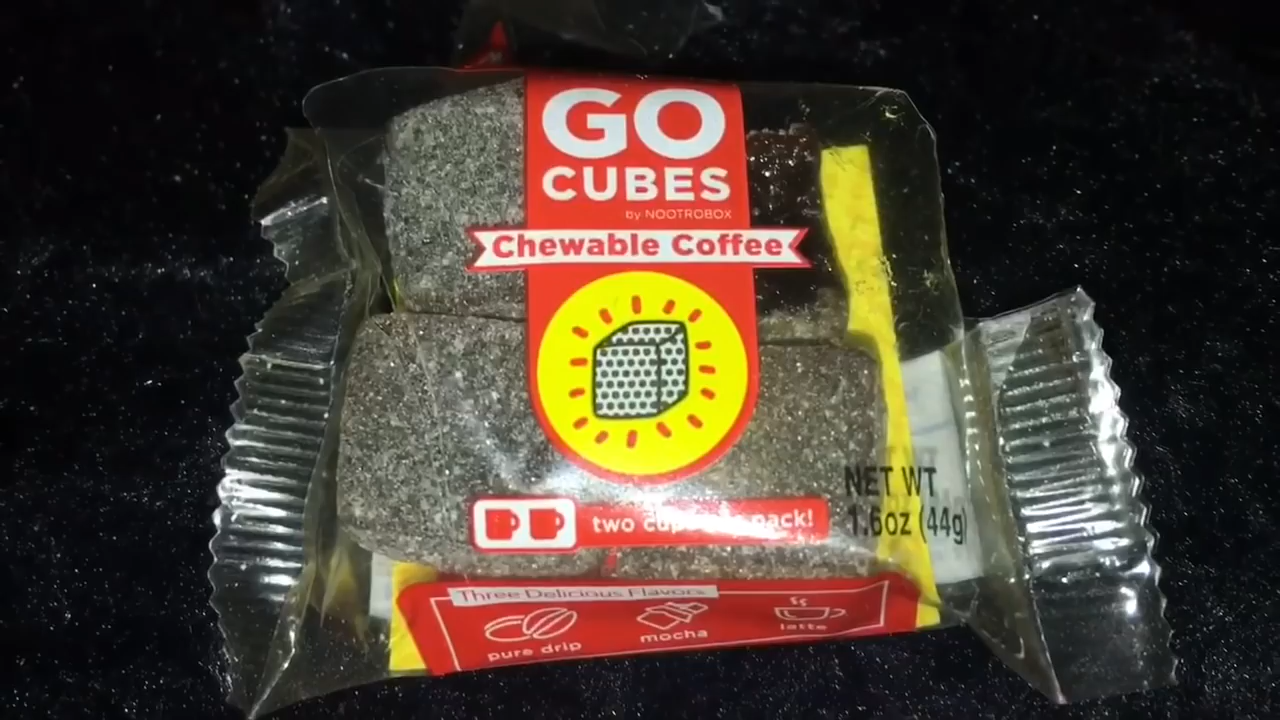 GO
CUBES
by NOOTROBOX
Chewable Coffee
two cups pack!
NET WT
1.6oz (44g)
Three Delicious Flavors
pure drip
mocha
latte